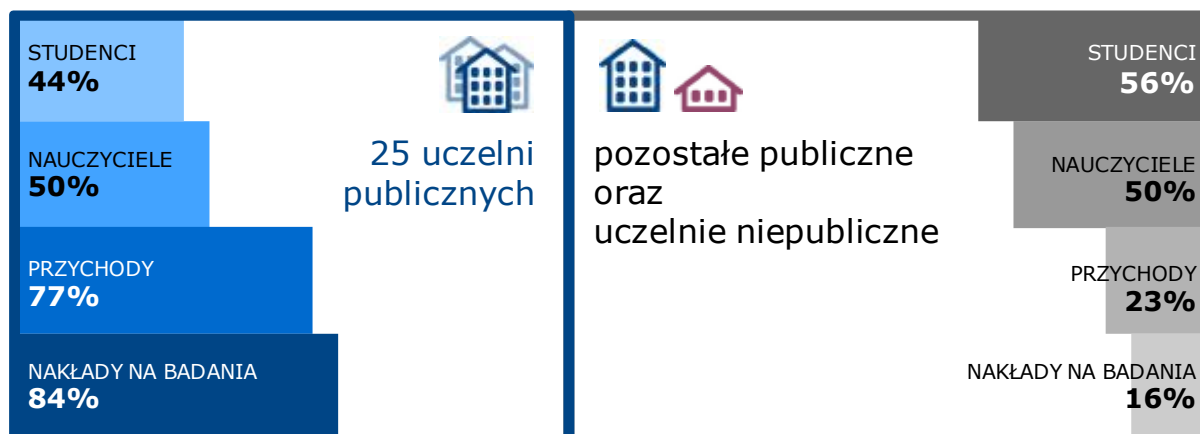 STUDENCI
44%
NAUCZYCIELE
50%
PRZYCHODY
77%
NAKŁADY NA BADANIA
84%
25 uczelni
publicznych
pozostałe publiczne
oraz
uczelnie niepubliczne
STUDENCI
56%
NAUCZYCIELE
50%
PRZYCHODY
23%
NAKŁADY NA BADANIA
16%